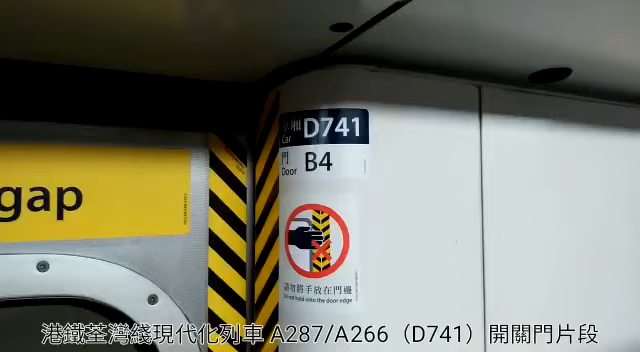 gap
車廂 D741
Car
門 B4
Door
請勿將手放在門邊
Do not hold onto the door edge
港鐵荃灣綫現代化列車 A287/A266（D741）開關門片段